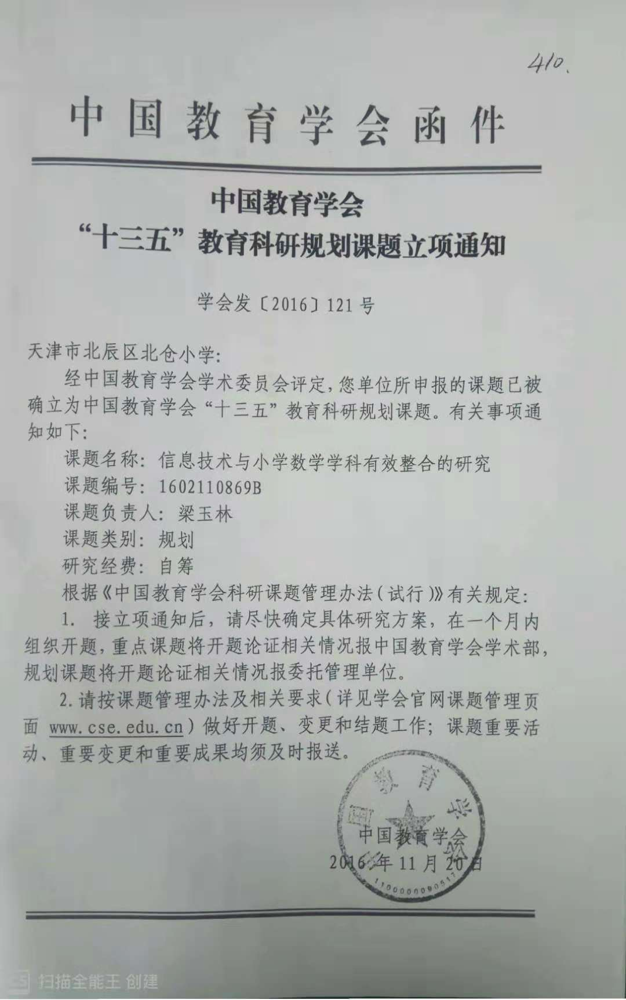 410.
中国教育学会函件
中国教育学会
“十三五”教育科研规划课题立项通知
学会发〔2016〕121号
天津市北辰区北仓小学:
经中国教育学会学术委员会评定,您单位所申报的课题已被
确立为中国教育学会“十三五”教育科研规划课题。有关事项通
知如下:
课题名称: 信息技术与小学数学学科有效整合的研究
课题编号: 1602110869B
课题负责人: 梁玉林
课题类别: 规划
研究经费: 自筹
根据《中国教育学会科研课题管理办法(试行)》有关规定:
1. 接立项通知后, 请尽快确定具体研究方案, 在一个月内
组织开题,重点课题将开题论证相关情况报中国教育学会学术部,
规划课题将开题论证相关情况报委托管理单位。
2.请按课题管理办法及相关要求(详见学会官网课题管理页
面 www.cse.edu.cn)做好开题、变更和结题工作; 课题重要活
动、重要变更和重要成果均须及时报送。
中国教育学会
中国教育学会
2016年11月20日
1100000090517
CS 扫描全能王 创建